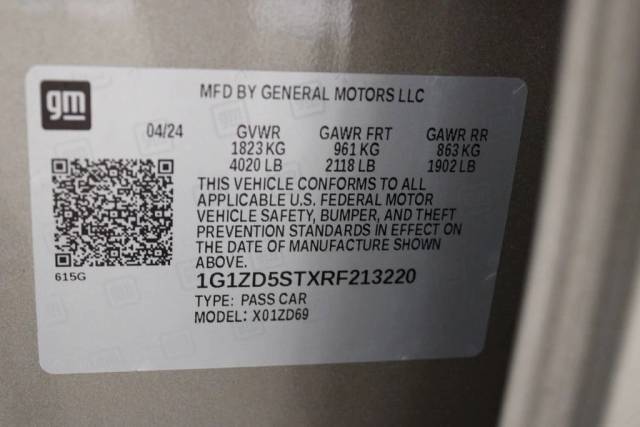 gm
MFD BY GENERAL MOTORS LLC
04/24 GVWR GAWR FRT GAWR RR
1823 KG 961 KG 863 KG
4020 LB 2118 LB 1902 LB
THIS VEHICLE CONFORMS TO ALL
APPLICABLE U.S. FEDERAL MOTOR
VEHICLE SAFETY, BUMPER, AND THEFT
PREVENTION STANDARDS IN EFFECT ON
THE DATE OF MANUFACTURE SHOWN
ABOVE.
615G
1G1ZD5STXRF213220
TYPE: PASS CAR
MODEL: X01ZD69